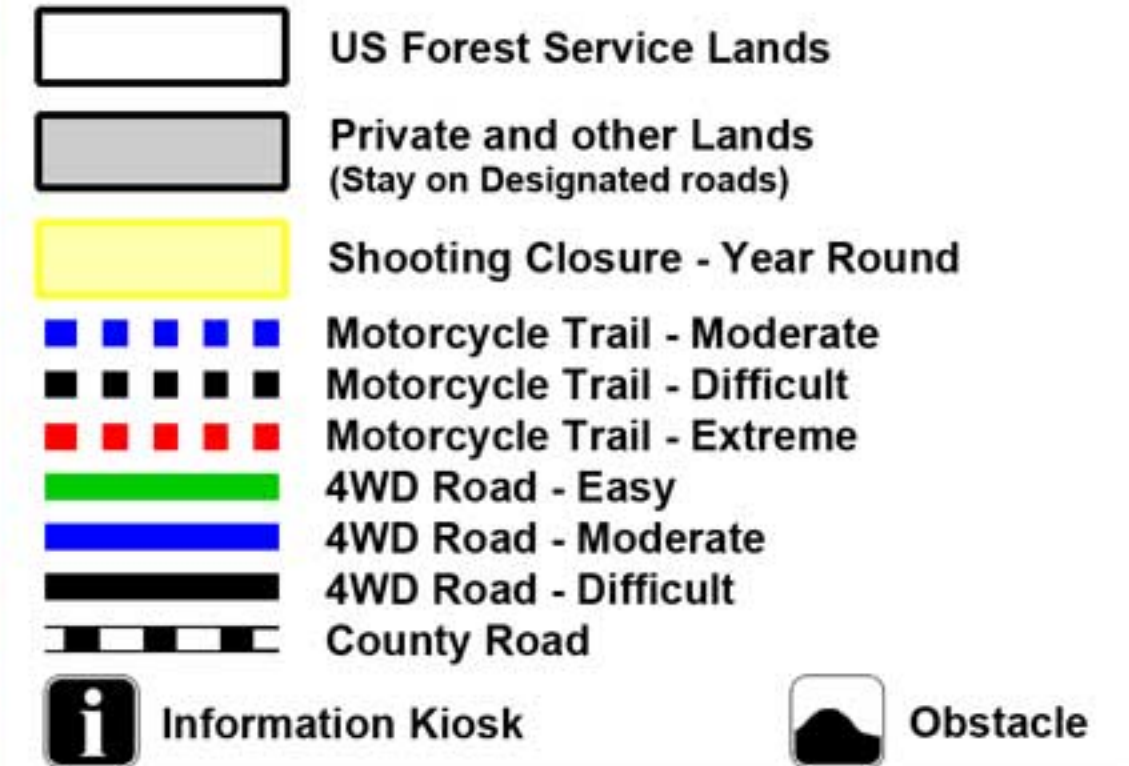 US Forest Service Lands
Private and other Lands
(Stay on Designated roads)
Shooting Closure - Year Round
Motorcycle Trail - Moderate
Motorcycle Trail - Difficult
Motorcycle Trail - Extreme
4WD Road - Easy
4WD Road - Moderate
4WD Road - Difficult
County Road
i Information Kiosk
Obstacle